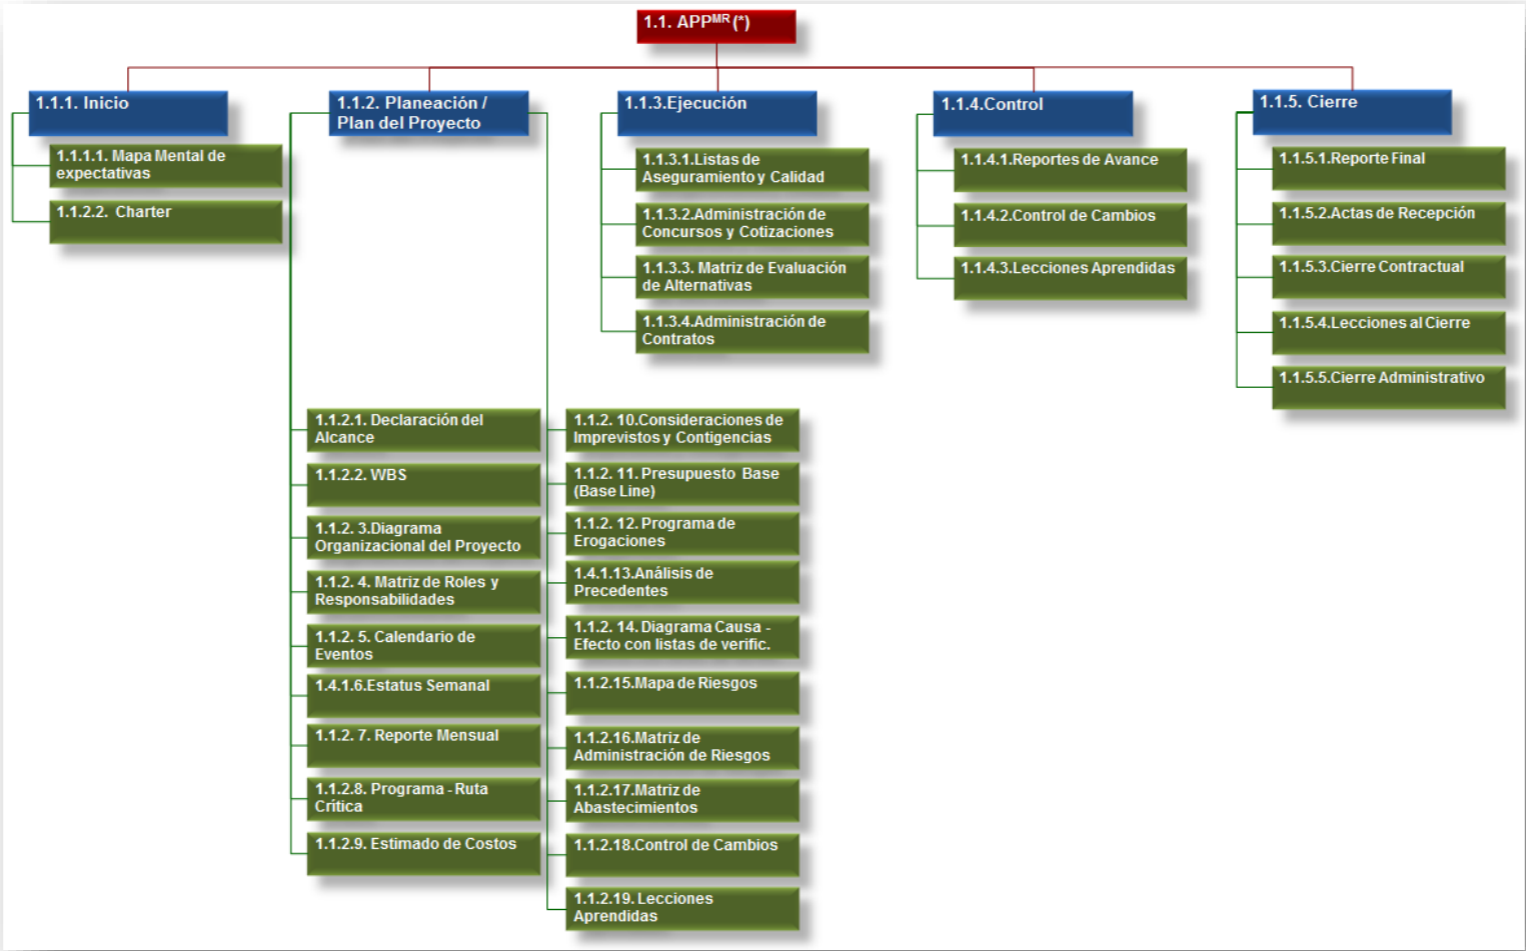 1.1. APPᴹᴿ (*)
1.1.1. Inicio
1.1.1.1. Mapa Mental de
expectativas
1.1.2.2. Charter
1.1.2. Planeación /
Plan del Proyecto
1.1.2.1. Declaración del
Alcance
1.1.2.2. WBS
1.1.2. 3.Diagrama
Organizacional del Proyecto
1.1.2. 4. Matriz de Roles y
Responsabilidades
1.1.2. 5. Calendario de
Eventos
1.4.1.6.Estatus Semanal
1.1.2. 7. Reporte Mensual
1.1.2.8. Programa - Ruta
Crítica
1.1.2.9. Estimado de Costos
1.1.2. 10.Consideraciones de
Imprevistos y Contigencias
1.1.2. 11. Presupuesto Base
(Base Line)
1.1.2. 12. Programa de
Erogaciones
1.4.1.13.Análisis de
Precedentes
1.1.2. 14. Diagrama Causa -
Efecto con listas de verific.
1.1.2.15.Mapa de Riesgos
1.1.2.16.Matriz de
Administración de Riesgos
1.1.2.17.Matriz de
Abastecimientos
1.1.2.18.Control de Cambios
1.1.2.19. Lecciones
Aprendidas
1.1.3.Ejecución
1.1.3.1.Listas de
Aseguramiento y Calidad
1.1.3.2.Administración de
Concursos y Cotizaciones
1.1.3.3. Matriz de Evaluación
de Alternativas
1.1.3.4.Administración de
Contratos
1.1.4.Control
1.1.4.1.Reportes de Avance
1.1.4.2.Control de Cambios
1.1.4.3.Lecciones Aprendidas
1.1.5. Cierre
1.1.5.1.Reporte Final
1.1.5.2.Actas de Recepción
1.1.5.3.Cierre Contractual
1.1.5.4.Lecciones al Cierre
1.1.5.5.Cierre Administrativo